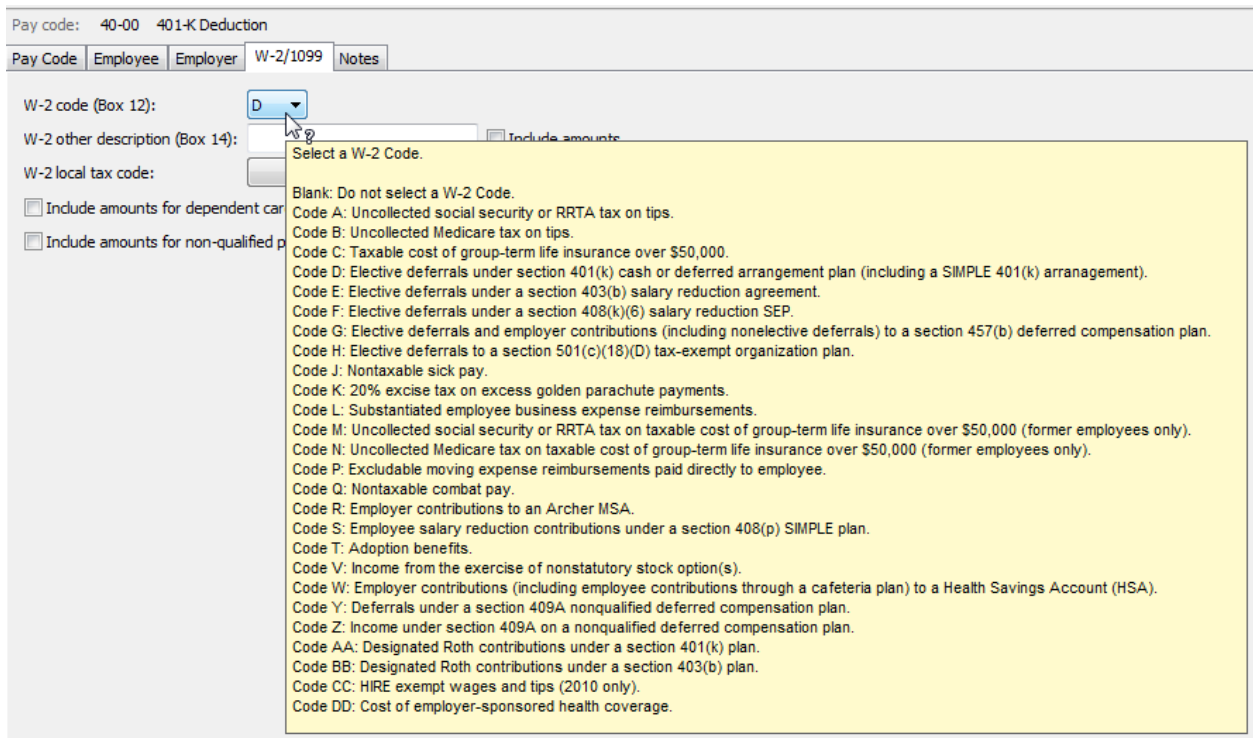 Pay code: 40-00 401-K Deduction
Pay Code Employee Employer W-2/1099 Notes
W-2 code (Box 12): D
W-2 other description (Box 14): Include amounts
W-2 local tax code:
Include amounts for dependent car
Include amounts for non-qualified p
Select a W-2 Code.
Blank: Do not select a W-2 Code.
Code A: Uncollected social security or RRTA tax on tips.
Code B: Uncollected Medicare tax on tips.
Code C: Taxable cost of group-term life insurance over $50,000.
Code D: Elective deferrals under section 401(k) cash or deferred arrangement plan (including a SIMPLE 401(k) arranagement).
Code E: Elective deferrals under a section 403(b) salary reduction agreement.
Code F: Elective deferrals under a section 408(k)(6) salary reduction SEP.
Code G: Elective deferrals and employer contributions (including nonelective deferrals) to a section 457(b) deferred compensation plan.
Code H: Elective deferrals to a section 501(c)(18)(D) tax-exempt organization plan.
Code J: Nontaxable sick pay.
Code K: 20% excise tax on excess golden parachute payments.
Code L: Substantiated employee business expense reimbursements.
Code M: Uncollected social security or RRTA tax on taxable cost of group-term life insurance over $50,000 (former employees only).
Code N: Uncollected Medicare tax on taxable cost of group-term life insurance over $50,000 (former employees only).
Code P: Excludable moving expense reimbursements paid directly to employee.
Code Q: Nontaxable combat pay.
Code R: Employer contributions to an Archer MSA.
Code S: Employee salary reduction contributions under a section 408(p) SIMPLE plan.
Code T: Adoption benefits.
Code V: Income from the exercise of nonstatutory stock option(s).
Code W: Employer contributions (including employee contributions through a cafeteria plan) to a Health Savings Account (HSA).
Code Y: Deferrals under a section 409A nonqualified deferred compensation plan.
Code Z: Income under section 409A on a nonqualified deferred compensation plan.
Code AA: Designated Roth contributions under a section 401(k) plan.
Code BB: Designated Roth contributions under a section 403(b) plan.
Code CC: HIRE exempt wages and tips (2010 only).
Code DD: Cost of employer-sponsored health coverage.